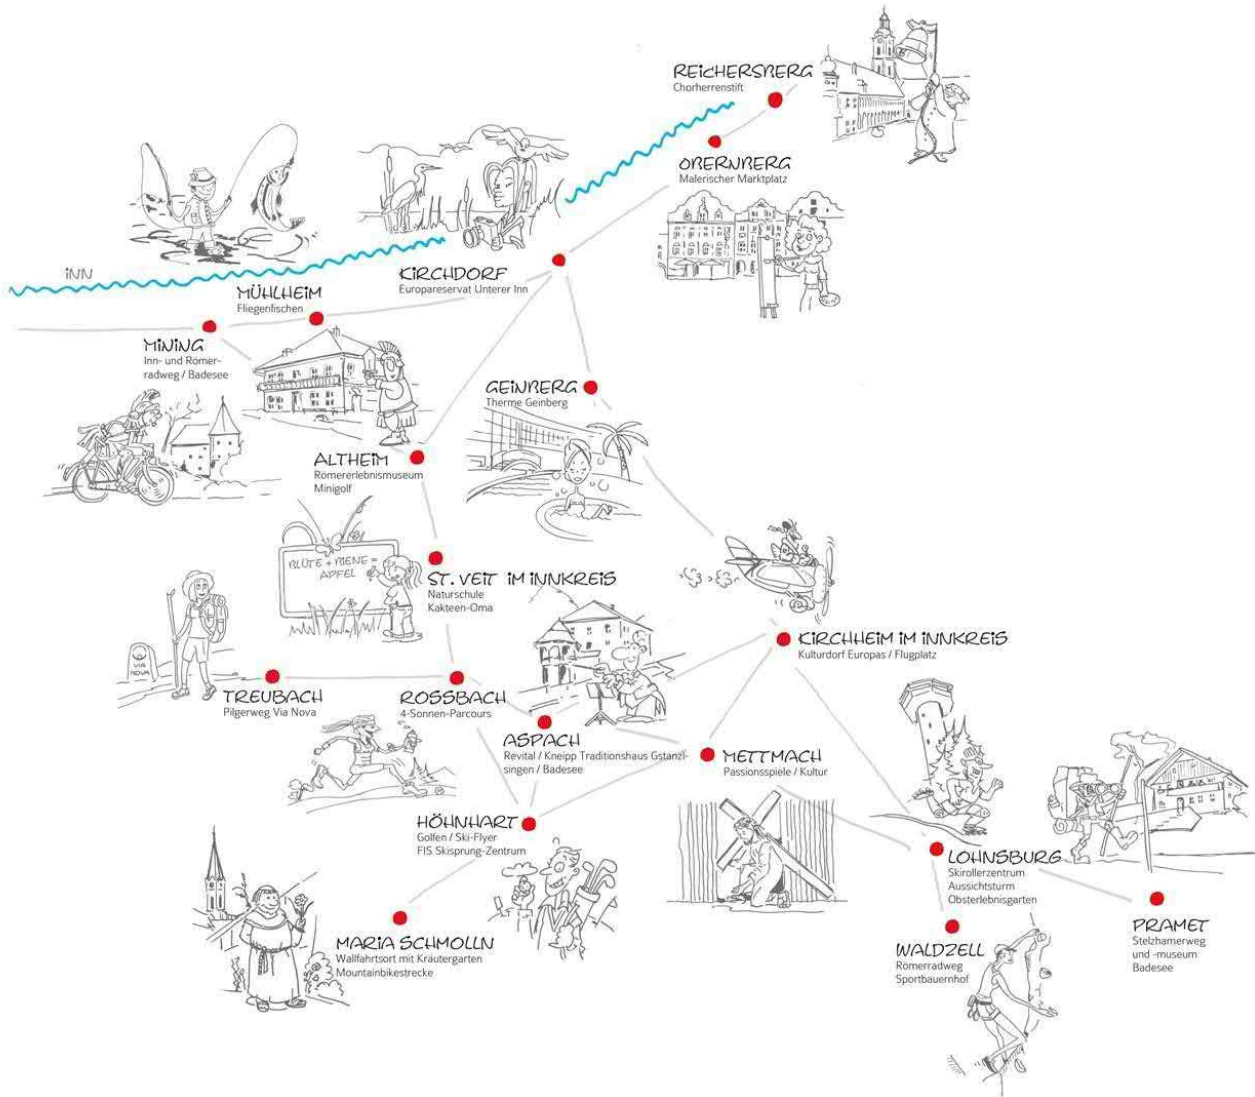 REICHERSBERG
Chorherrenstift
OBERNBERG
Malerischer Marktplatz
INN
KIRCHDORF
Europareservat Unterer Inn
MÜHLHEIM
Fliegenfischen
MINING
Inn- und Römer-
radweg / Badesee
GEINBERG
Therme Geinberg
ALTHEIM
Römererlebnismuseum
Minigolf
BLÜTE + BIENE =
APFEL
ST. VEIT IM INNKREIS
Naturschule
Kakteen-Oma
KIRCHHEIM IM INNKREIS
Kulturdorf Europas / Flugplatz
VIA
NOVA
TREUBACH
Pilgerweg Via Nova
ROSSBACH
4-Sonnen-Parcours
ASPACH
Revital / Kneipp Traditionshaus Gstanzl-
singen / Badesee
METTMACH
Passionsspiele / Kultur
HÖHNHART
Golfen / Ski-Flyer
FIS Skisprung-Zentrum
LOHNSBURG
Skirollerzentrum
Aussichtsturm
Obsterlebnisgarten
PRAMET
Stelzhamerweg
und -museum
Badesee
MARIA SCHMOLLN
Wallfahrtsort mit Kräutergarten
Mountainbikestrecke
WALDZELL
Römerradweg
Sportbauernhof